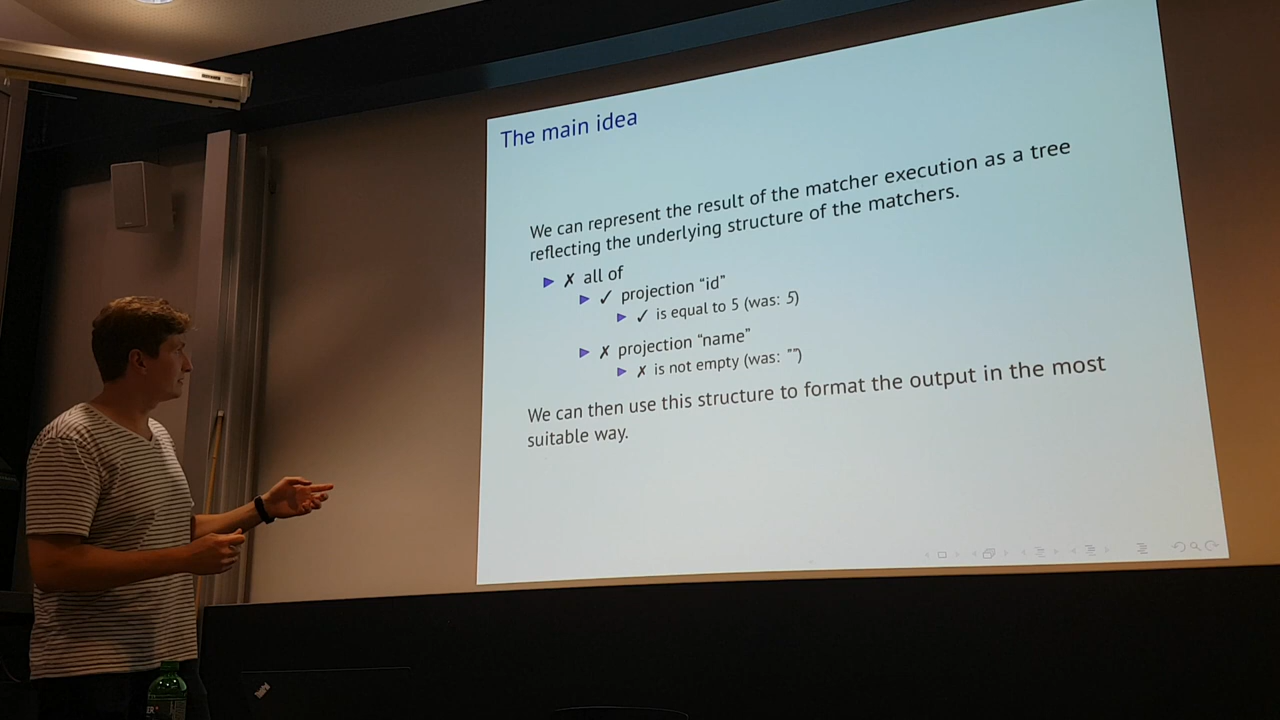 The main idea
We can represent the result of the matcher execution as a tree
reflecting the underlying structure of the matchers.
▶ ✗ all of
▶ ✓ projection “id”
▶ ✓ is equal to 5 (was: 5)
▶ ✗ projection “name”
▶ ✗ is not empty (was: "")
We can then use this structure to format the output in the most
suitable way.